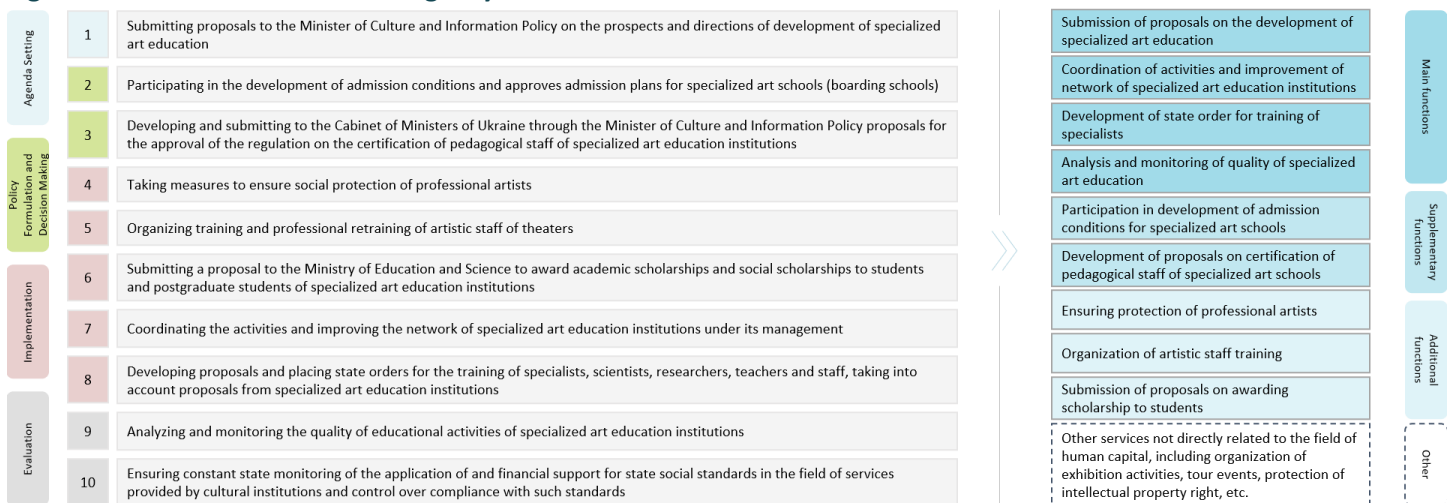 Agenda Setting
Policy
Formulation and
Decision Making
Implementation
Evaluation
1
Submitting proposals to the Minister of Culture and Information Policy on the prospects and directions of development of specialized
art education
2
Participating in the development of admission conditions and approves admission plans for specialized art schools (boarding schools)
3
Developing and submitting to the Cabinet of Ministers of Ukraine through the Minister of Culture and Information Policy proposals for
the approval of the regulation on the certification of pedagogical staff of specialized art education institutions
4
Taking measures to ensure social protection of professional artists
5
Organizing training and professional retraining of artistic staff of theaters
6
Submitting a proposal to the Ministry of Education and Science to award academic scholarships and social scholarships to students
and postgraduate students of specialized art education institutions
7
Coordinating the activities and improving the network of specialized art education institutions under its management
8
Developing proposals and placing state orders for the training of specialists, scientists, researchers, teachers and staff, taking into
account proposals from specialized art education institutions
9
Analyzing and monitoring the quality of educational activities of specialized art education institutions
10
Ensuring constant state monitoring of the application of and financial support for state social standards in the field of services
provided by cultural institutions and control over compliance with such standards
Submission of proposals on the development of
specialized art education
Coordination of activities and improvement of
network of specialized art education institutions
Development of state order for training of
specialists
Analysis and monitoring of quality of specialized
art education
Participation in development of admission
conditions for specialized art schools
Development of proposals on certification of
pedagogical staff of specialized art schools
Ensuring protection of professional artists
Organization of artistic staff training
Submission of proposals on awarding
scholarship to students
Other services not directly related to the field of
human capital, including organization of
exhibition activities, tour events, protection of
intellectual property right, etc.
Main functions
Supplementary
functions
Additional
functions
Other